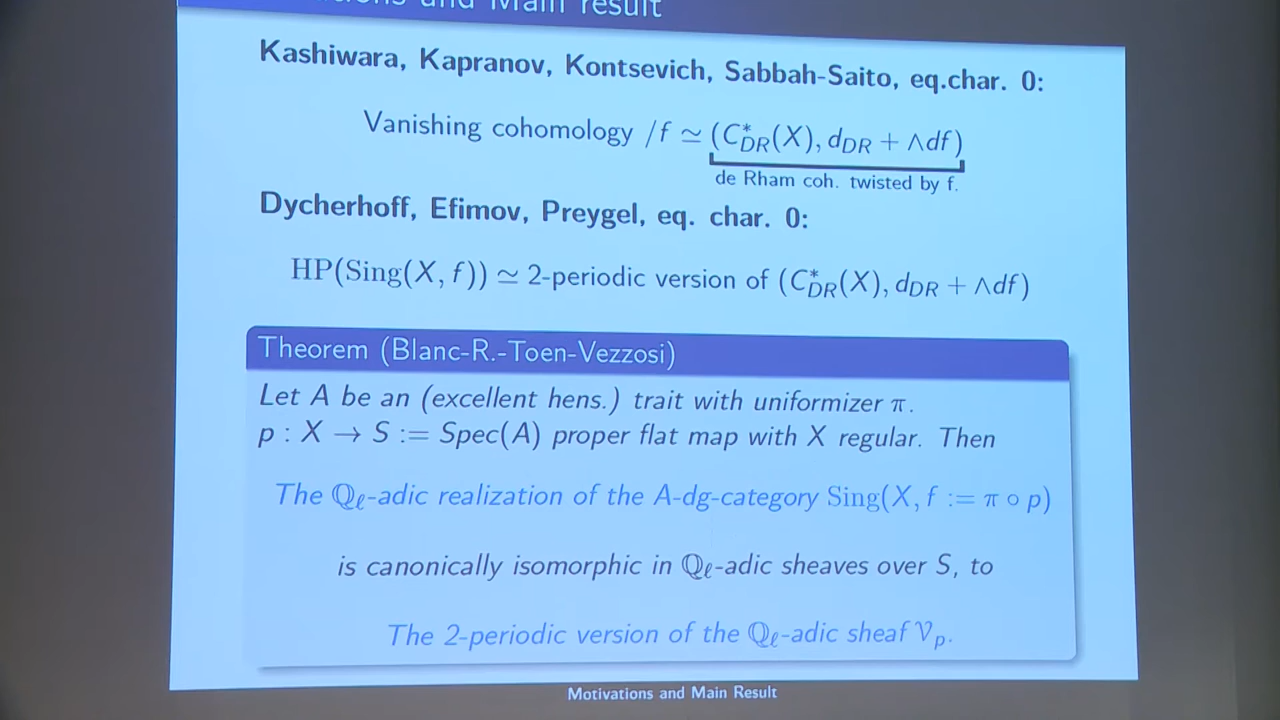 and Main result
Kashiwara, Kapranov, Kontsevich, Sabbah-Saito, eq.char. 0:
Vanishing cohomology /f ≃ (C*_DR(X), d_DR + ∧df)
de Rham coh. twisted by f.
Dycherhoff, Efimov, Preygel, eq. char. 0:
HP(Sing(X, f)) ≃ 2-periodic version of (C*_DR(X), d_DR + ∧df)
Theorem (Blanc-R.-Toen-Vezzosi)
Let A be an (excellent hens.) trait with uniformizer π.
p : X → S := Spec(A) proper flat map with X regular. Then
The ℚ_ℓ-adic realization of the A-dg-category Sing(X, f := π ∘ p)
is canonically isomorphic in ℚ_ℓ-adic sheaves over S, to
The 2-periodic version of the ℚ_ℓ-adic sheaf 𝒱_p.
Motivations and Main Result